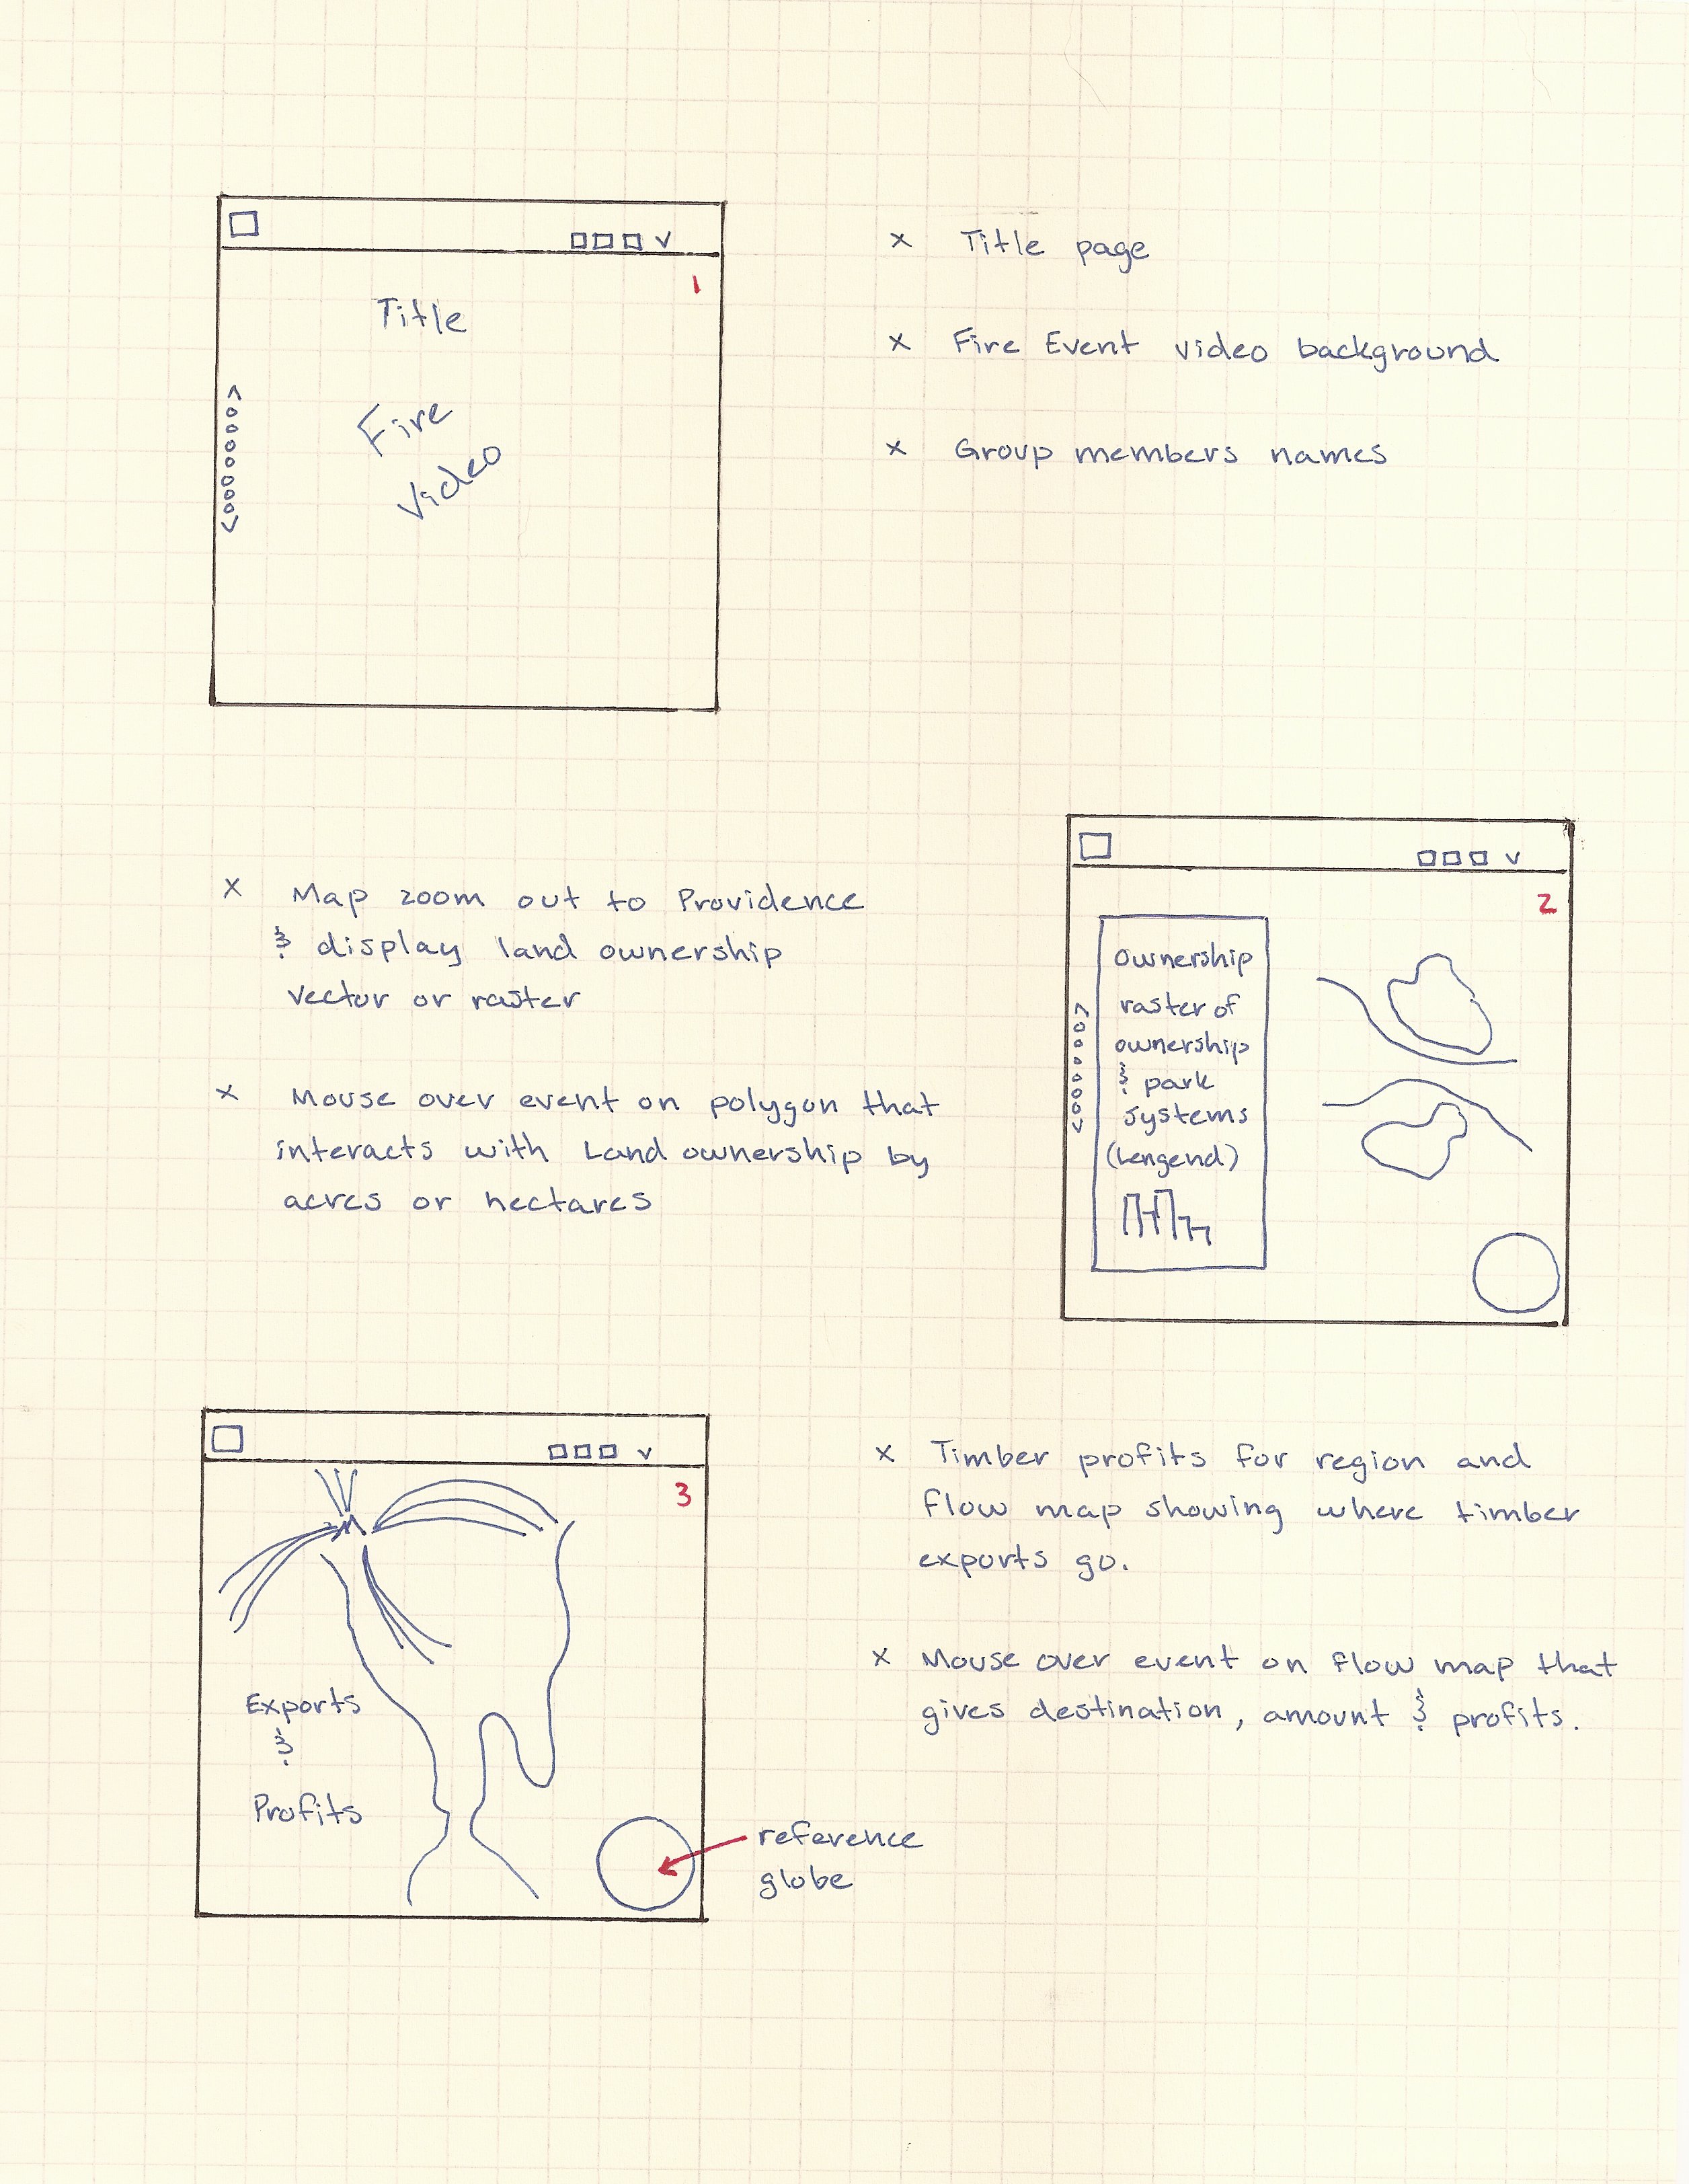 1
Title
Fire
Video
x Title page
x Fire Event video background
x Group members names
x Map zoom out to Providence
& display land ownership
vector or raster
x Mouse over event on polygon that
interacts with Land ownership by
acres or hectares
2
Ownership
raster of
ownership
& park
systems
(Lengend)
3
Exports
&
Profits
reference
globe
x Timber profits for region and
flow map showing where timber
exports go.
x Mouse over event on flow map that
gives destination, amount & profits.